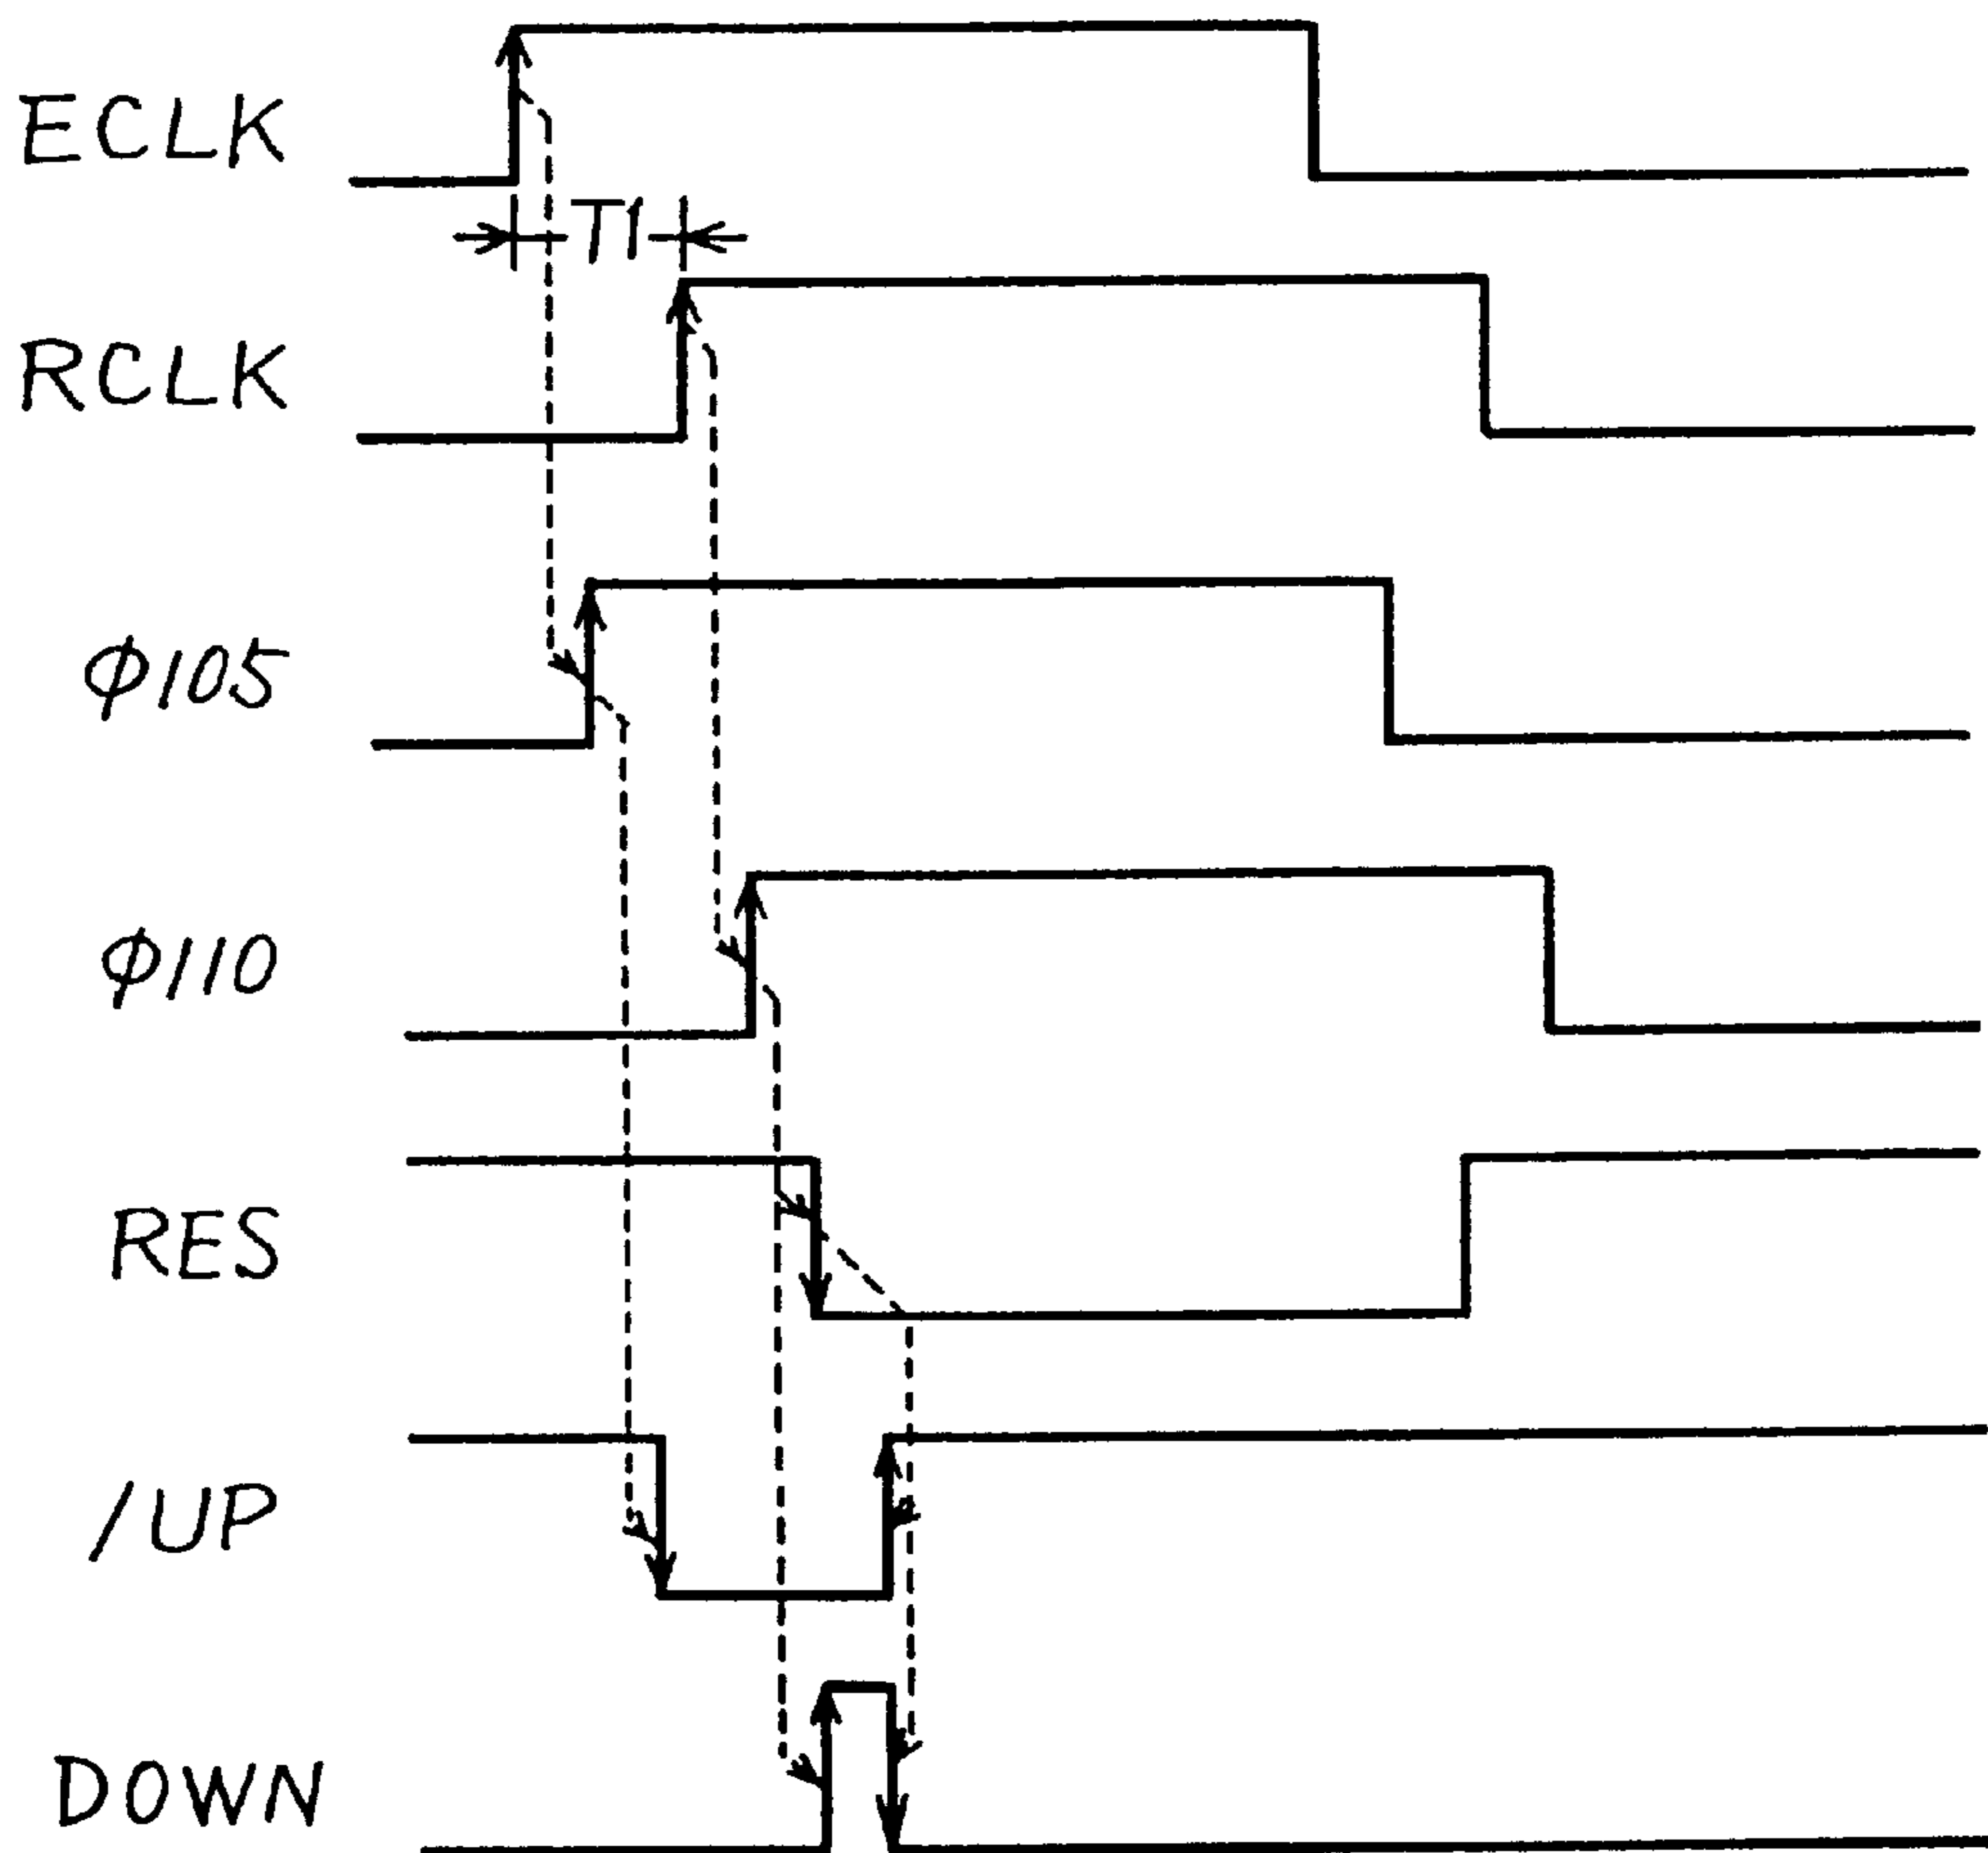 ECLK
T1
RCLK
φ105
φ110
RES
/UP
DOWN